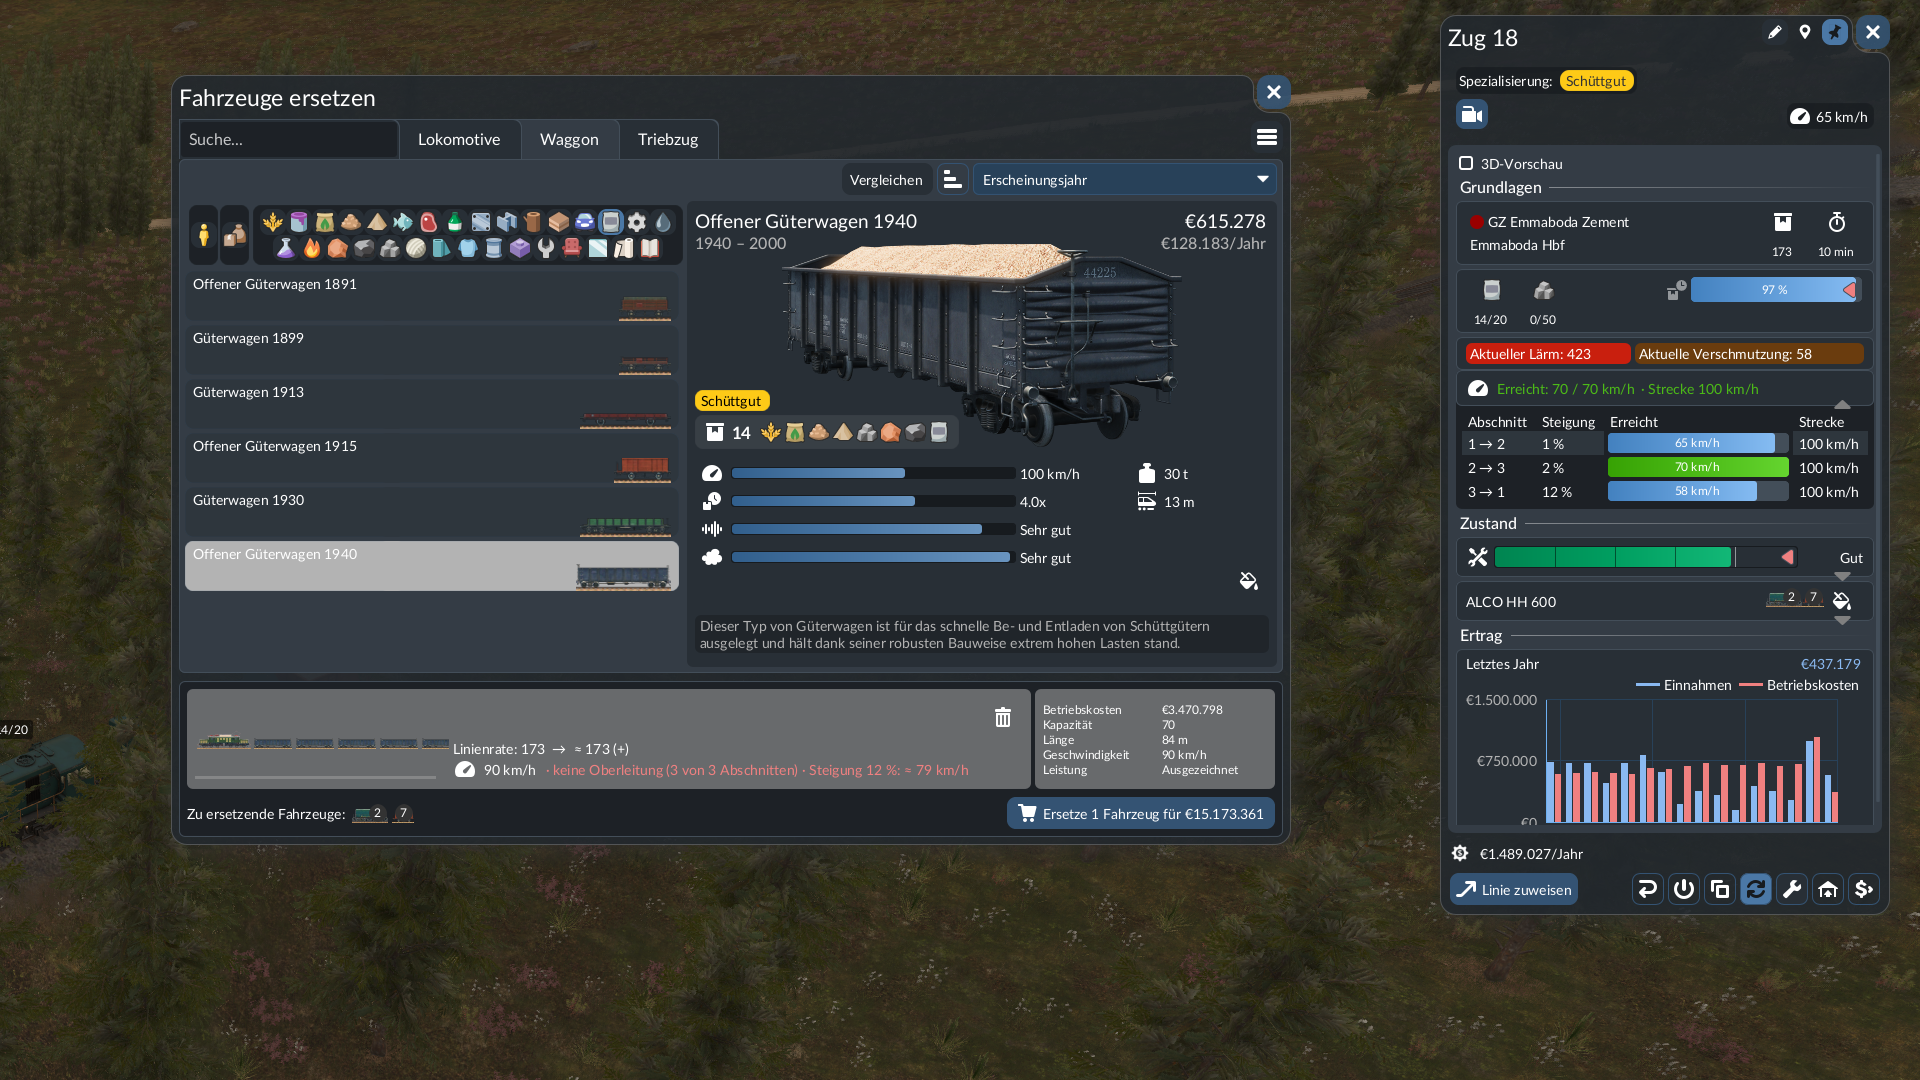 Fahrzeuge ersetzen
Suche...
Lokomotive
Waggon
Triebzug
Vergleichen
Erscheinungsjahr
Offener Güterwagen 1891
Güterwagen 1899
Güterwagen 1913
Offener Güterwagen 1915
Güterwagen 1930
Offener Güterwagen 1940
Offener Güterwagen 1940
€615.278
1940 – 2000
€128.183/Jahr
44225
Schüttgut
14
100 km/h
30 t
4.0x
13 m
Sehr gut
Sehr gut
Dieser Typ von Güterwagen ist für das schnelle Be- und Entladen von Schüttgütern
ausgelegt und hält dank seiner robusten Bauweise extrem hohen Lasten stand.
Linienrate: 173 → ≈ 173 (+)
90 km/h · keine Oberleitung (3 von 3 Abschnitten) · Steigung 12 %: ≈ 79 km/h
Betriebskosten €3.470.798
Kapazität 70
Länge 84 m
Geschwindigkeit 90 km/h
Leistung Ausgezeichnet
Zu ersetzende Fahrzeuge: 2 7
Ersetze 1 Fahrzeug für €15.173.361
4/20
Zug 18
Spezialisierung: Schüttgut
65 km/h
3D-Vorschau
Grundlagen
GZ Emmaboda Zement
Emmaboda Hbf
173
10 min
14/20
0/50
97 %
Aktueller Lärm: 423
Aktuelle Verschmutzung: 58
Erreicht: 70 / 70 km/h · Strecke 100 km/h
Abschnitt Steigung Erreicht Strecke
1 → 2 1 % 65 km/h 100 km/h
2 → 3 2 % 70 km/h 100 km/h
3 → 1 12 % 58 km/h 100 km/h
Zustand
Gut
ALCO HH 600
2 7
Ertrag
Letztes Jahr €437.179
Einnahmen Betriebskosten
€1.500.000
€750.000
€0
€1.489.027/Jahr
Linie zuweisen